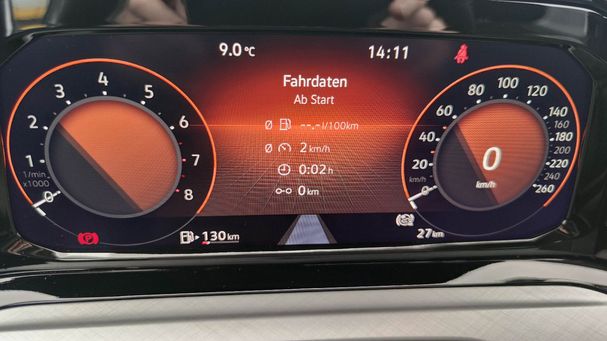 9.0 °C
14:11
Fahrdaten
Ab Start
Ø --.- l/100km
Ø 2 km/h
0:02 h
0 km
0
1
2
3
4
5
6
7
8
1/min
x1000
0
20
40
60
80
100
120
140
160
180
200
220
240
260
km/h
0
km/h
P
130 km
27 km